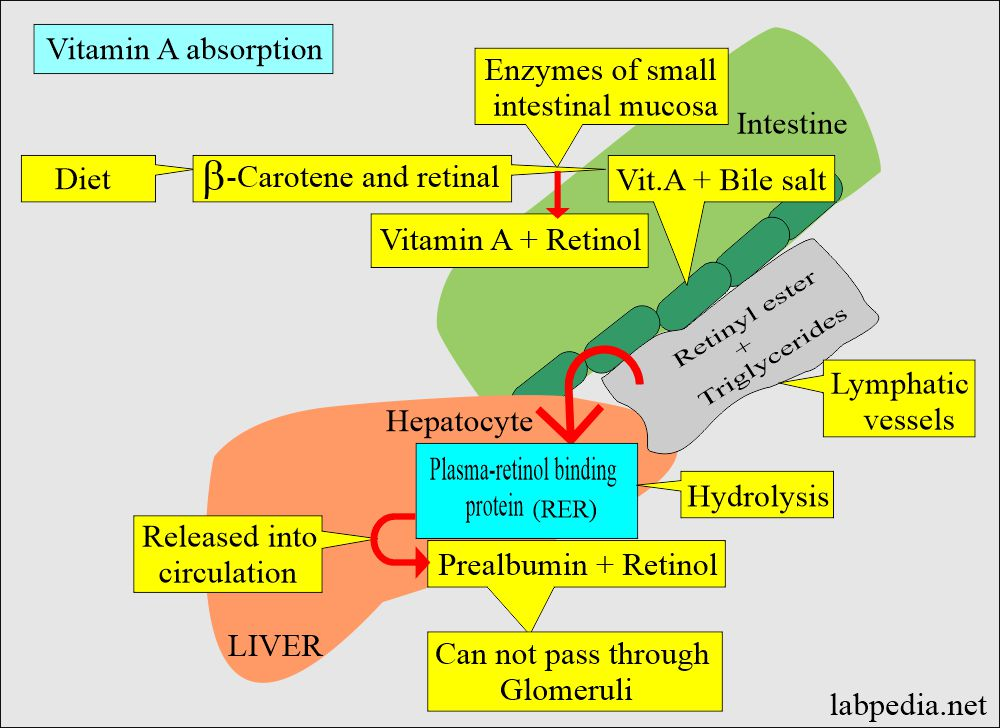 Vitamin A absorption
Enzymes of small
intestinal mucosa
Intestine
Diet
β-Carotene and retinal
Vit.A + Bile salt
Vitamin A + Retinol
Retinyl ester
+
Triglycerides
Lymphatic
vessels
Hepatocyte
Plasma-retinol binding
protein (RER)
Hydrolysis
Released into
circulation
Prealbumin + Retinol
LIVER
Can not pass through
Glomeruli
labpedia.net